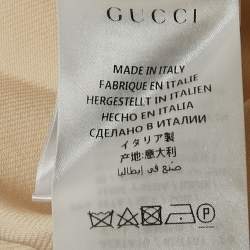 GUCCI
MADE IN ITALY
FABRIQUE EN ITALIE
HERGESTELLT IN ITALIEN
HECHO EN ITALIA
СДЕЛАНО В ИТАЛИИ
イタリア製
产地:意大利
صنع في إيطاليا
P